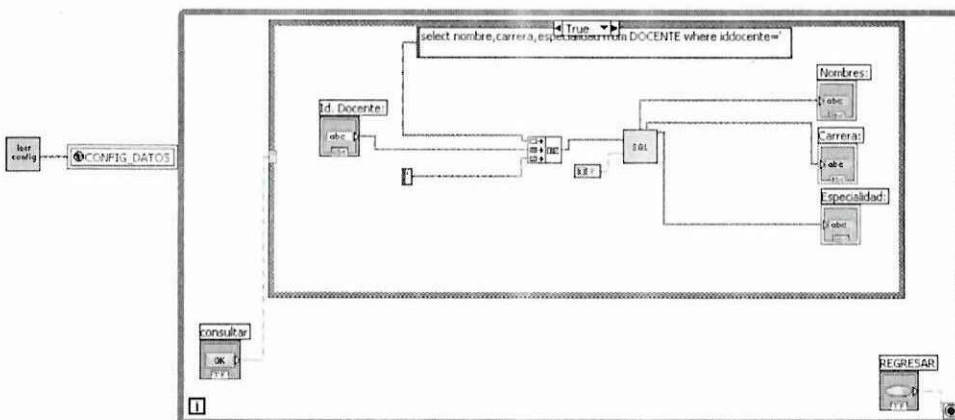 True
select nombre,carrera,especialidad from DOCENTE where iddocente='
Nombres:
abc
Id. Docente:
abc
leer
config
CONFIG_DATOS
SQL
Carrera:
abc
Especialidad:
abc
consultar
OK
REGRESAR
i